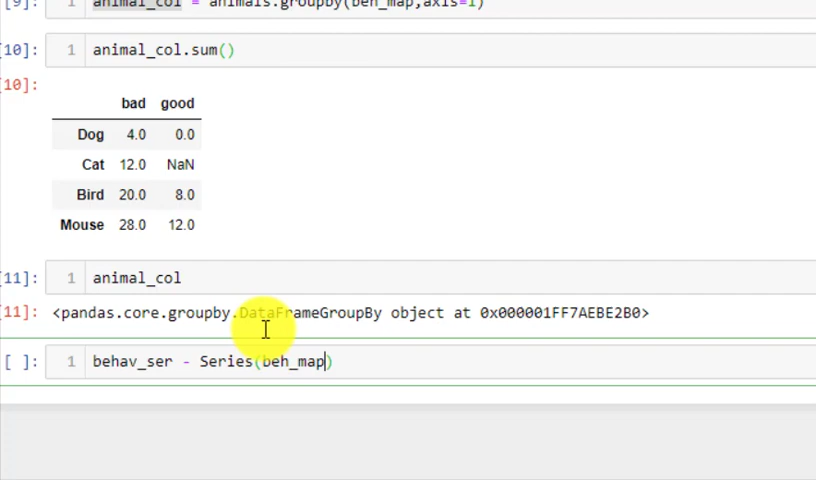 [9]: animal_col = animals.groupby(beh_map,axis=1)
[10]: 1 animal_col.sum()
[10]:
bad good
Dog 4.0 0.0
Cat 12.0 NaN
Bird 20.0 8.0
Mouse 28.0 12.0
[11]: 1 animal_col
[11]: <pandas.core.groupby.DataFrameGroupBy object at 0x000001FF7AEBE2B0>
[ ]: 1 behav_ser - Series(beh_map)